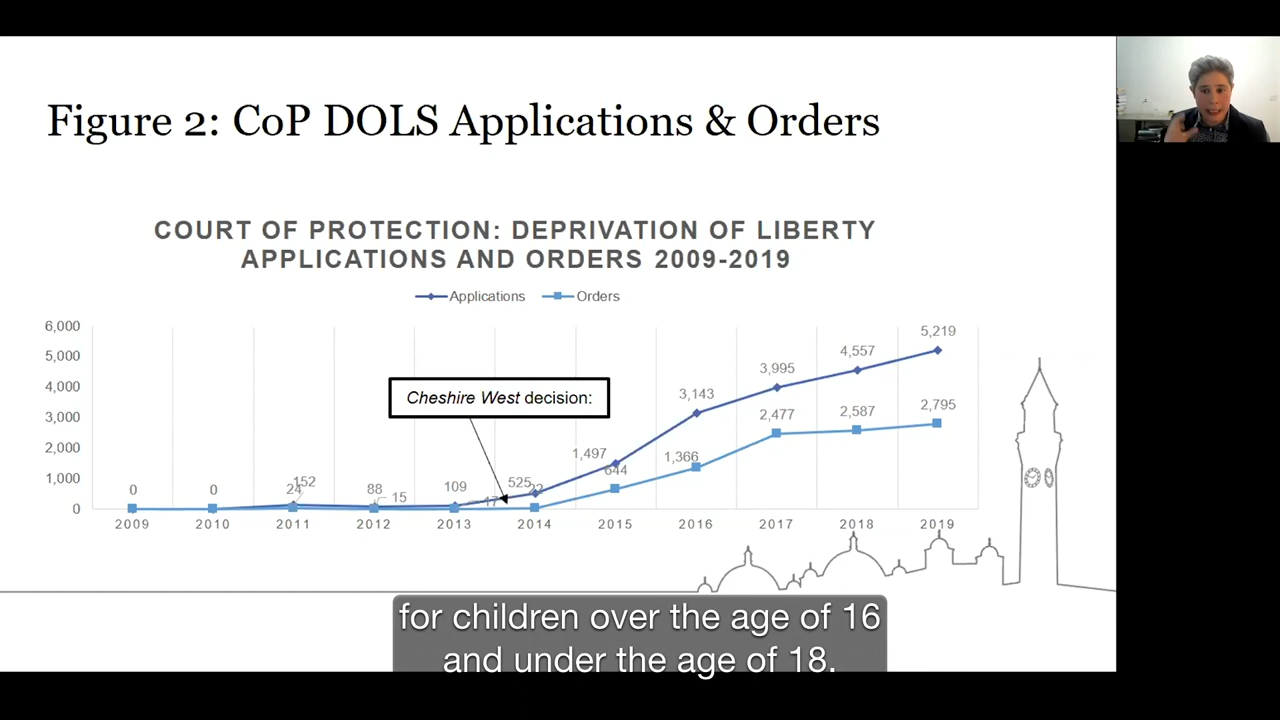 Figure 2: CoP DOLS Applications & Orders
COURT OF PROTECTION: DEPRIVATION OF LIBERTY
APPLICATIONS AND ORDERS 2009-2019
Applications Orders
6,000
5,000
4,000
3,000
2,000
1,000
0
Cheshire West decision:
0 0 152 88 109 525 1,497 3,143 3,995 4,557 5,219
24 15 17 22 644 1,366 2,477 2,587 2,795
2009 2010 2011 2012 2013 2014 2015 2016 2017 2018 2019
for children over the age of 16
and under the age of 18.